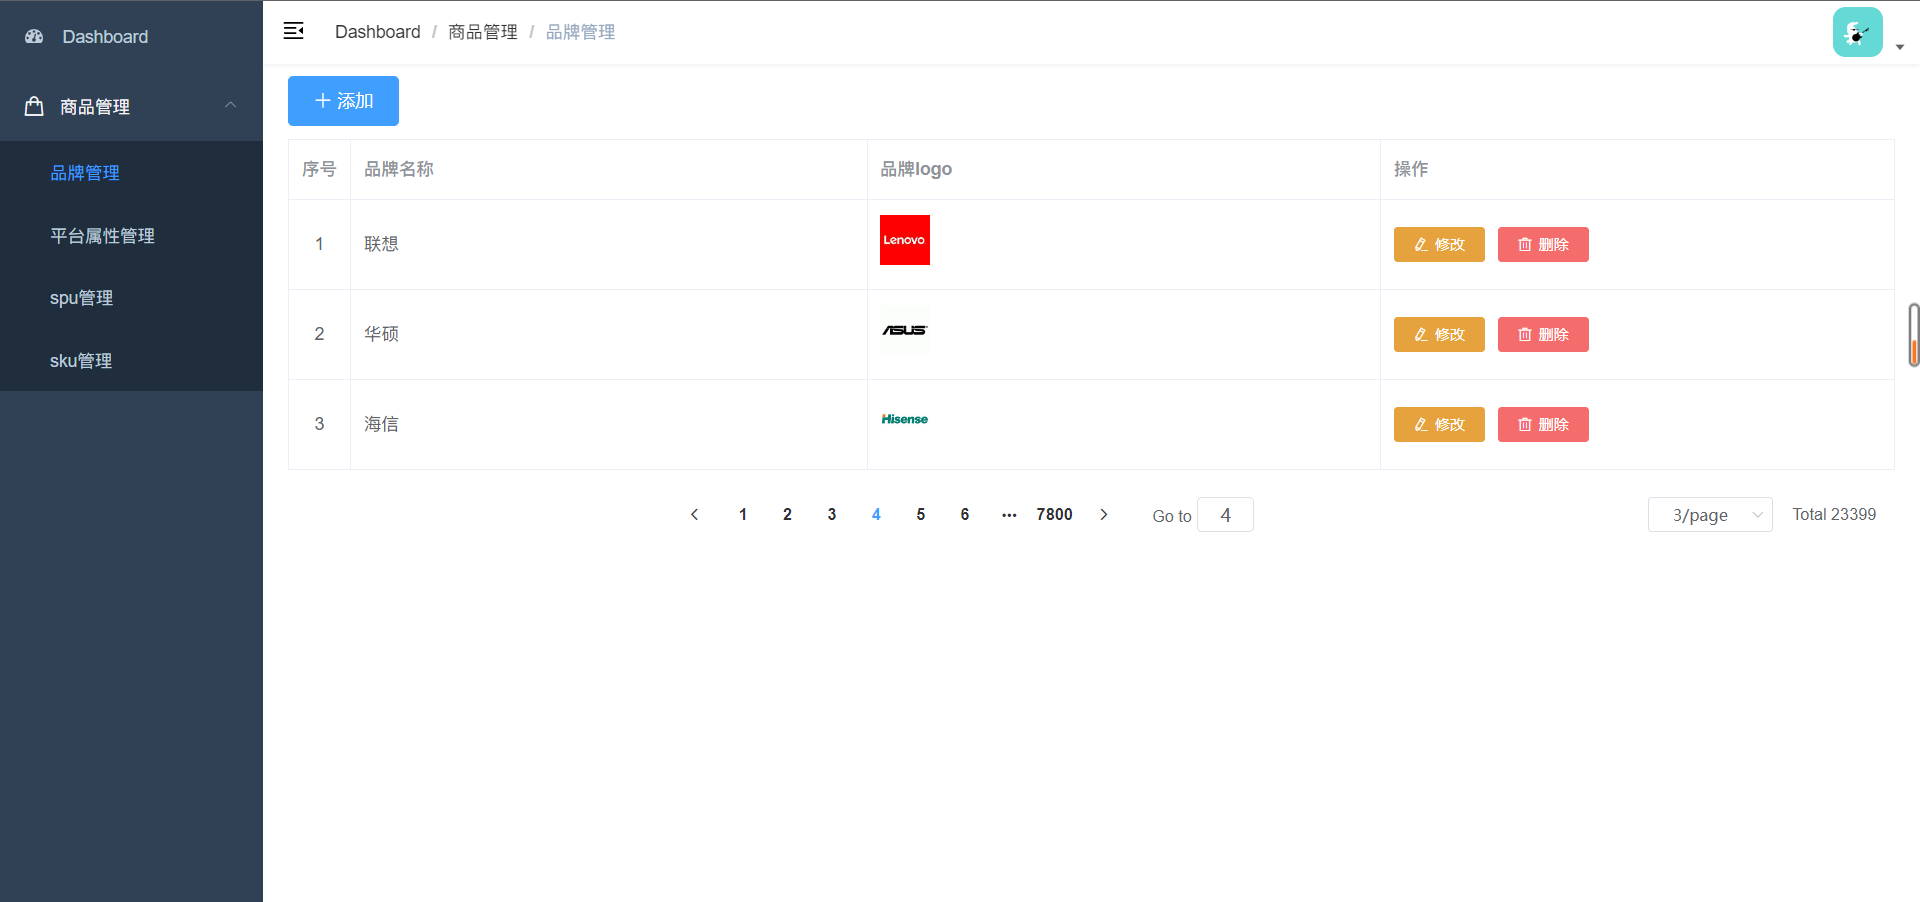 Dashboard
商品管理
品牌管理
平台属性管理
spu管理
sku管理
Dashboard / 商品管理 / 品牌管理
添加
序号 品牌名称 品牌logo 操作
1 联想 Lenovo 修改 删除
2 华硕 ASUS 修改 删除
3 海信 Hisense 修改 删除
1 2 3 4 5 6 ••• 7800 Go to 4 3/page Total 23399